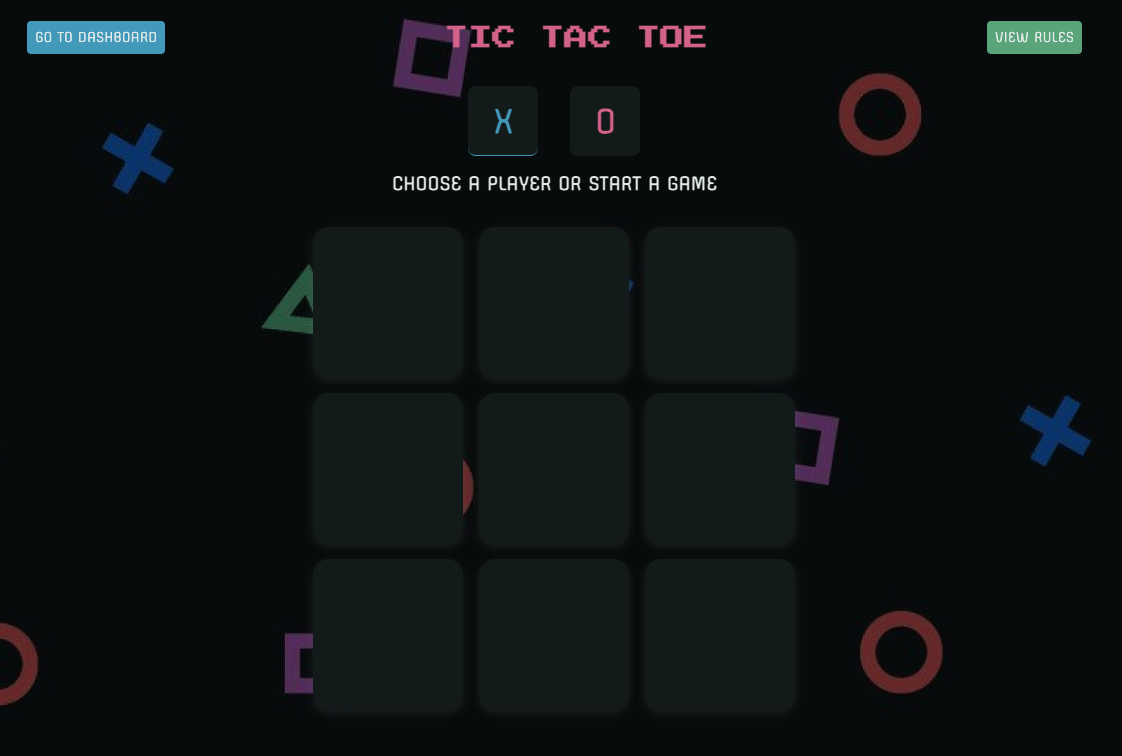 GO TO DASHBOARD
TIC TAC TOE
VIEW RULES
X
O
CHOOSE A PLAYER OR START A GAME